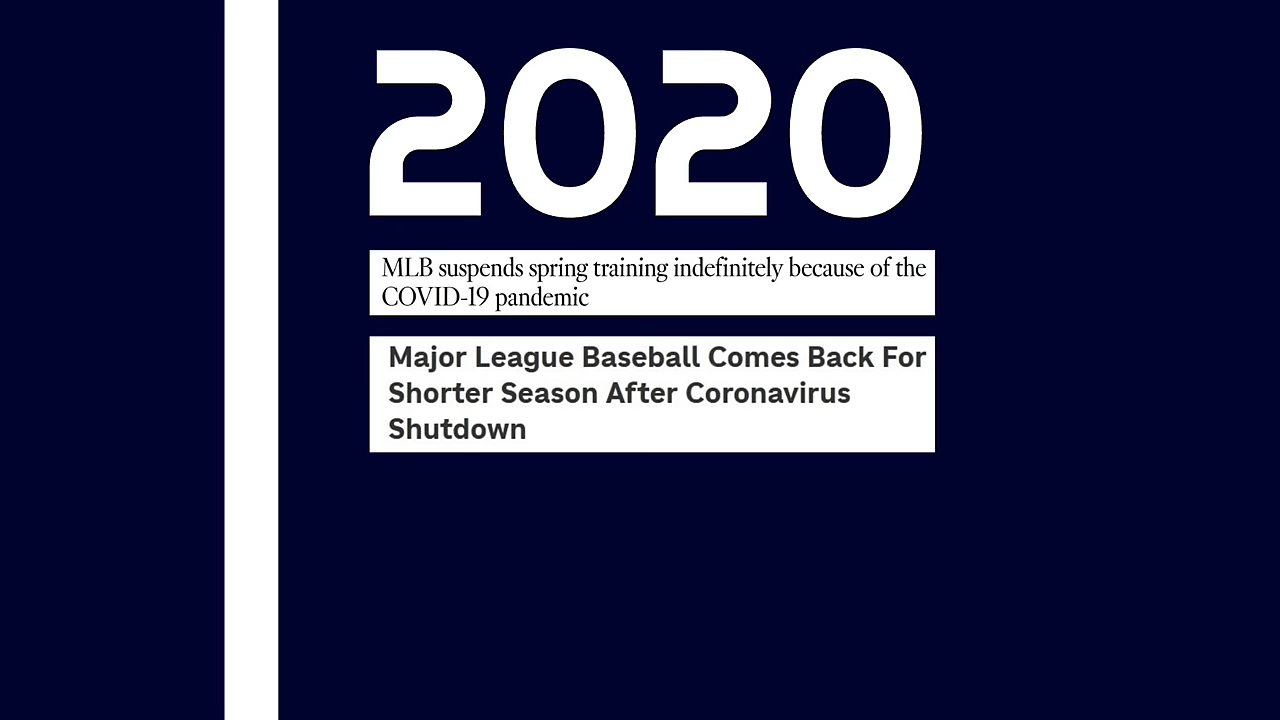 2020
MLB suspends spring training indefinitely because of the
COVID-19 pandemic
Major League Baseball Comes Back For
Shorter Season After Coronavirus
Shutdown